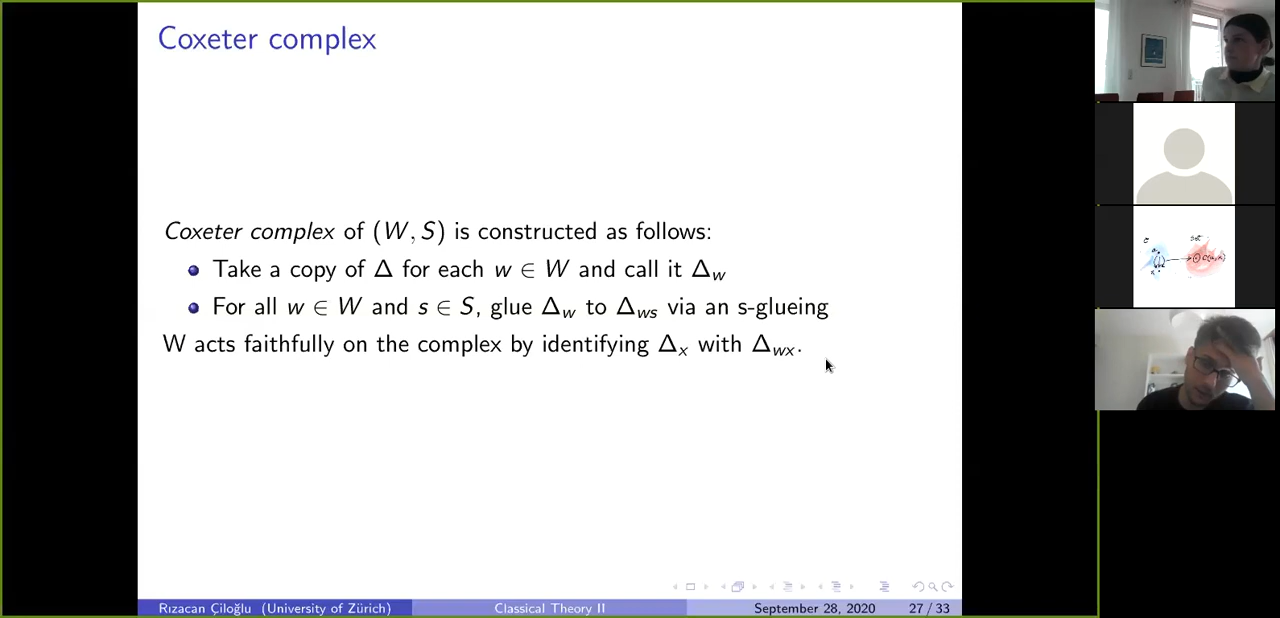 Coxeter complex
Coxeter complex of (W, S) is constructed as follows:
Take a copy of Δ for each w ∈ W and call it Δ_w
For all w ∈ W and s ∈ S, glue Δ_w to Δ_ws via an s-glueing
W acts faithfully on the complex by identifying Δ_x with Δ_wx.
Rızacan Çiloğlu (University of Zürich) Classical Theory II September 28, 2020 27 / 33